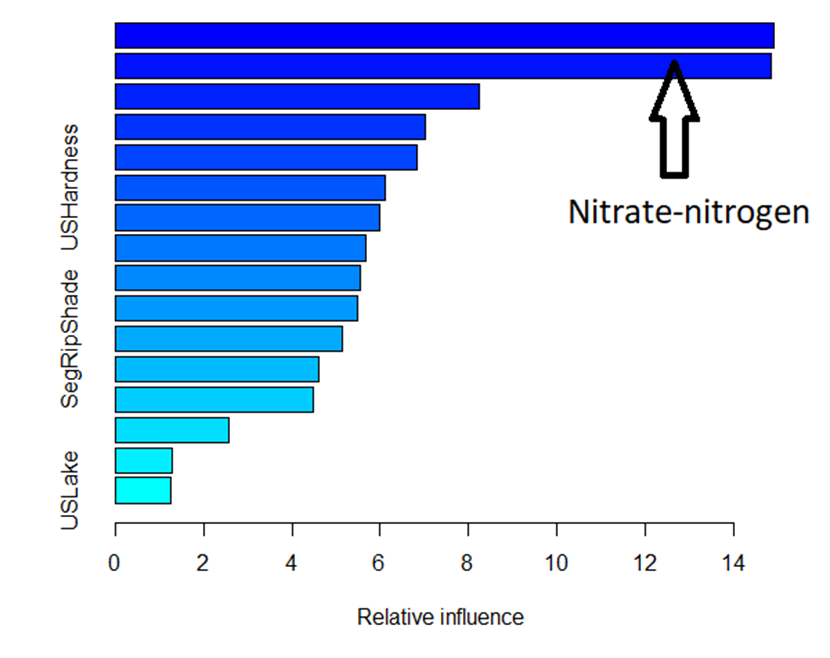 USHardness
SegRipShade
USLake
Nitrate-nitrogen
0 2 4 6 8 10 12 14
Relative influence